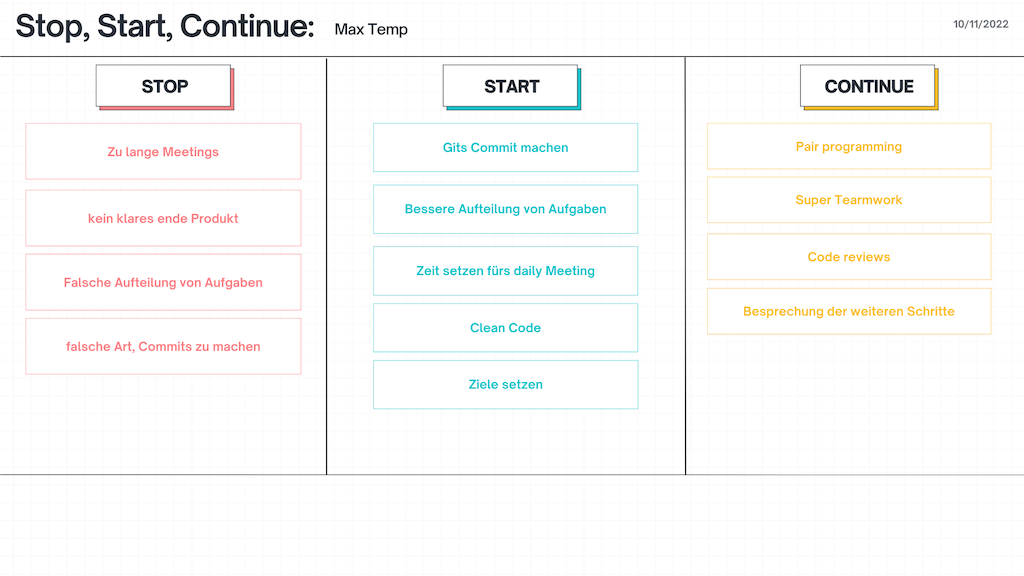 Stop, Start, Continue: Max Temp
10/11/2022
STOP
Zu lange Meetings
kein klares ende Produkt
Falsche Aufteilung von Aufgaben
falsche Art, Commits zu machen
START
Gits Commit machen
Bessere Aufteilung von Aufgaben
Zeit setzen fürs daily Meeting
Clean Code
Ziele setzen
CONTINUE
Pair programming
Super Tearmwork
Code reviews
Besprechung der weiteren Schritte